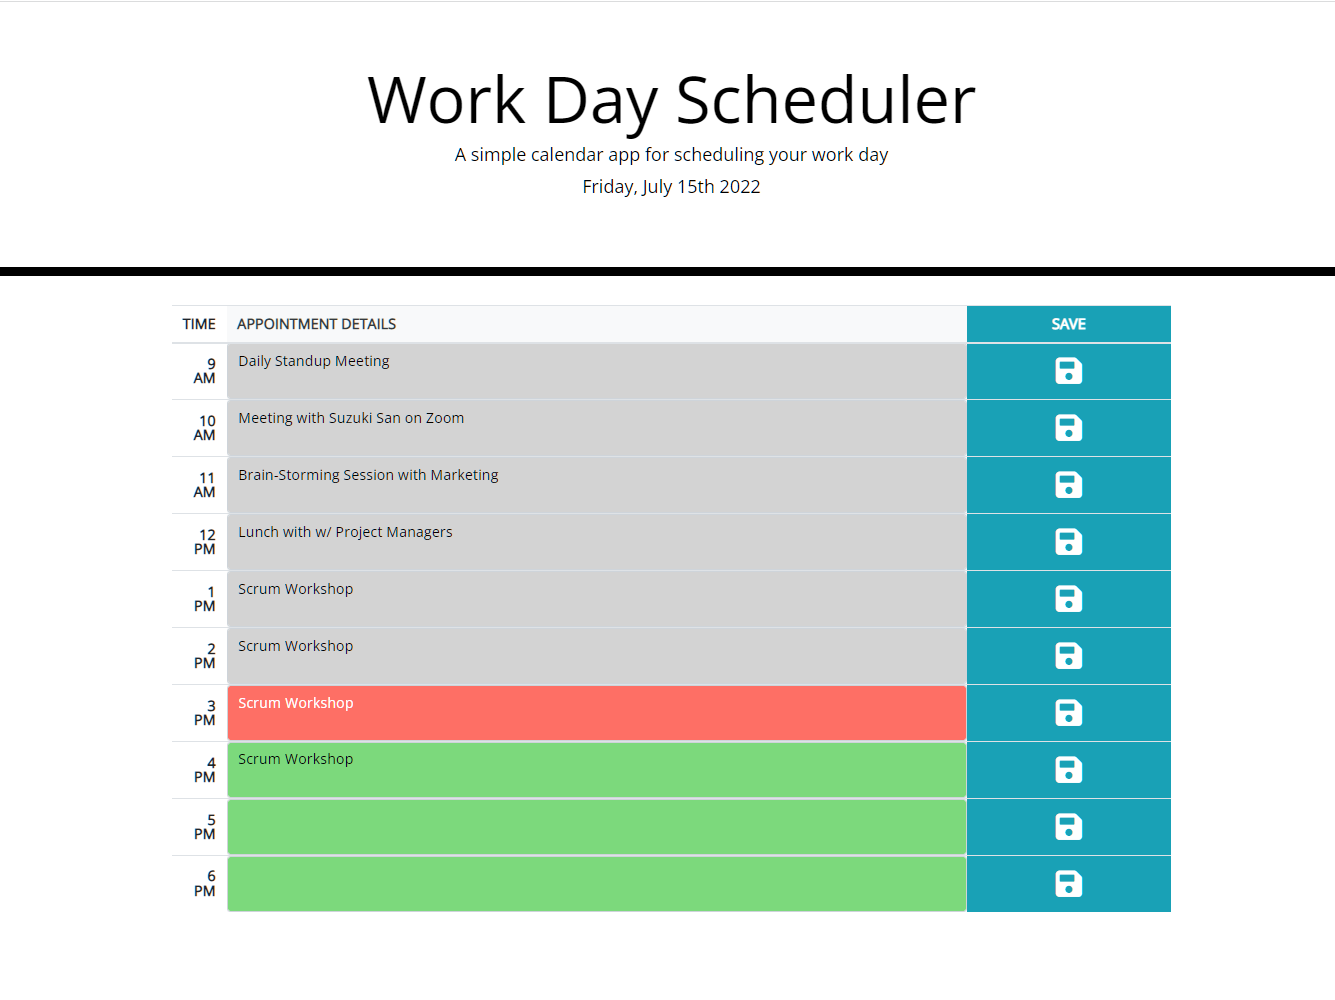 Work Day Scheduler
A simple calendar app for scheduling your work day
Friday, July 15th 2022
TIME APPOINTMENT DETAILS SAVE
9 AM Daily Standup Meeting
10 AM Meeting with Suzuki San on Zoom
11 AM Brain-Storming Session with Marketing
12 PM Lunch with w/ Project Managers
1 PM Scrum Workshop
2 PM Scrum Workshop
3 PM Scrum Workshop
4 PM Scrum Workshop
5 PM
6 PM